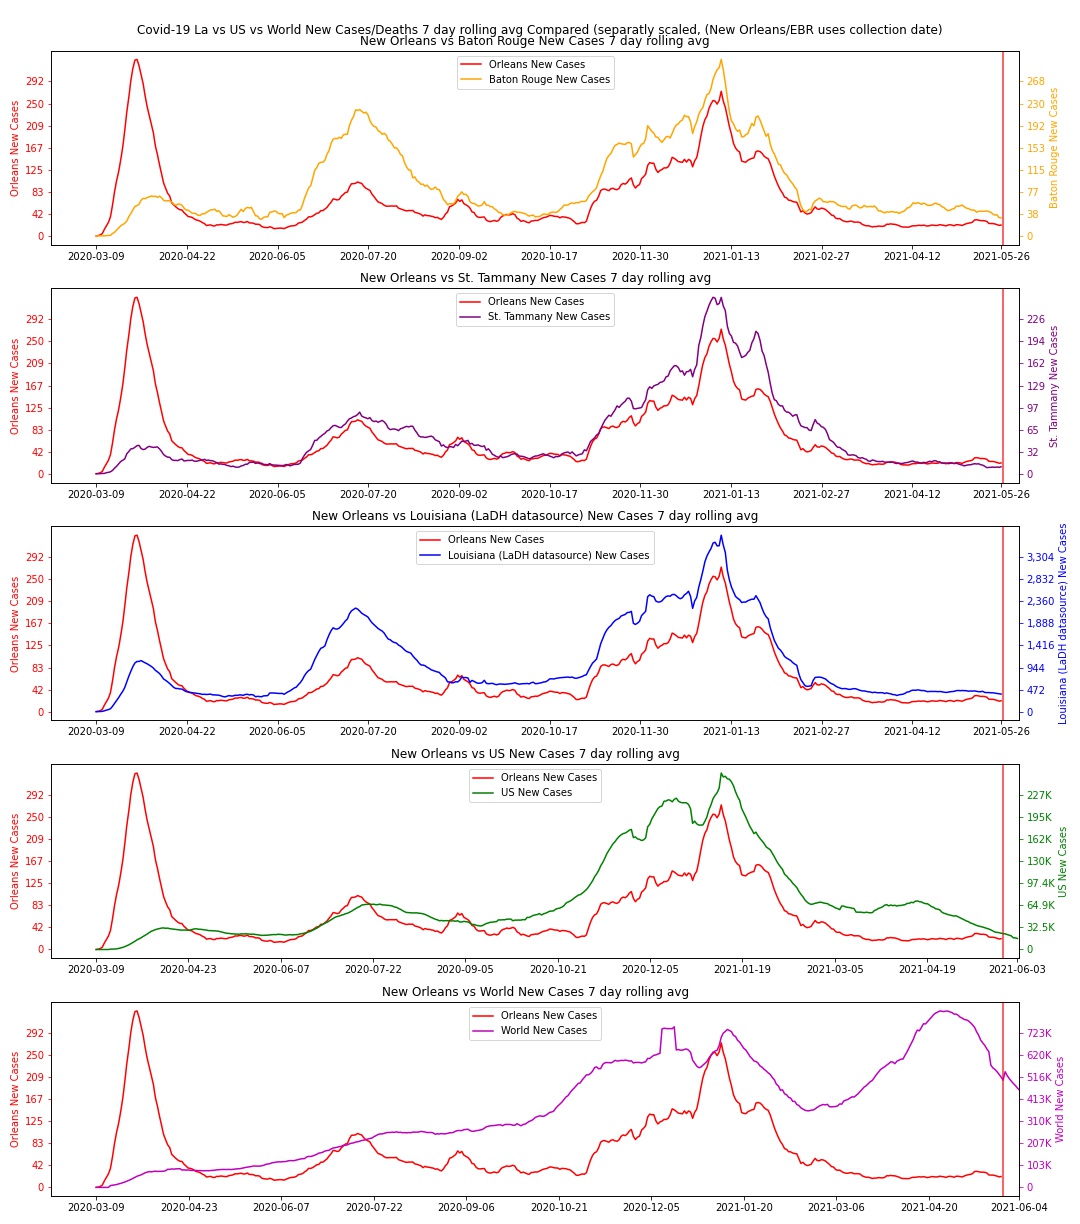 Covid-19 La vs US vs World New Cases/Deaths 7 day rolling avg Compared (separatly scaled, (New Orleans/EBR uses collection date)
New Orleans vs Baton Rouge New Cases 7 day rolling avg
Orleans New Cases
Baton Rouge New Cases
Orleans New Cases
292
250
209
167
125
83
42
0
268
230
192
153
115
77
38
0
Baton Rouge New Cases
2020-03-09 2020-04-22 2020-06-05 2020-07-20 2020-09-02 2020-10-17 2020-11-30 2021-01-13 2021-02-27 2021-04-12 2021-05-26
New Orleans vs St. Tammany New Cases 7 day rolling avg
Orleans New Cases
St. Tammany New Cases
Orleans New Cases
292
250
209
167
125
83
42
0
226
194
162
129
97
65
32
0
St. Tammany New Cases
2020-03-09 2020-04-22 2020-06-05 2020-07-20 2020-09-02 2020-10-17 2020-11-30 2021-01-13 2021-02-27 2021-04-12 2021-05-26
New Orleans vs Louisiana (LaDH datasource) New Cases 7 day rolling avg
Orleans New Cases
Louisiana (LaDH datasource) New Cases
Orleans New Cases
292
250
209
167
125
83
42
0
3,304
2,832
2,360
1,888
1,416
944
472
0
Louisiana (LaDH datasource) New Cases
2020-03-09 2020-04-22 2020-06-05 2020-07-20 2020-09-02 2020-10-17 2020-11-30 2021-01-13 2021-02-27 2021-04-12 2021-05-26
New Orleans vs US New Cases 7 day rolling avg
Orleans New Cases
US New Cases
Orleans New Cases
292
250
209
167
125
83
42
0
227K
195K
162K
130K
97.4K
64.9K
32.5K
0
US New Cases
2020-03-09 2020-04-23 2020-06-07 2020-07-22 2020-09-05 2020-10-21 2020-12-05 2021-01-19 2021-03-05 2021-04-19 2021-06-03
New Orleans vs World New Cases 7 day rolling avg
Orleans New Cases
World New Cases
Orleans New Cases
292
250
209
167
125
83
42
0
723K
620K
516K
413K
310K
207K
103K
0
World New Cases
2020-03-09 2020-04-23 2020-06-07 2020-07-22 2020-09-06 2020-10-21 2020-12-05 2021-01-20 2021-03-06 2021-04-20 2021-06-04